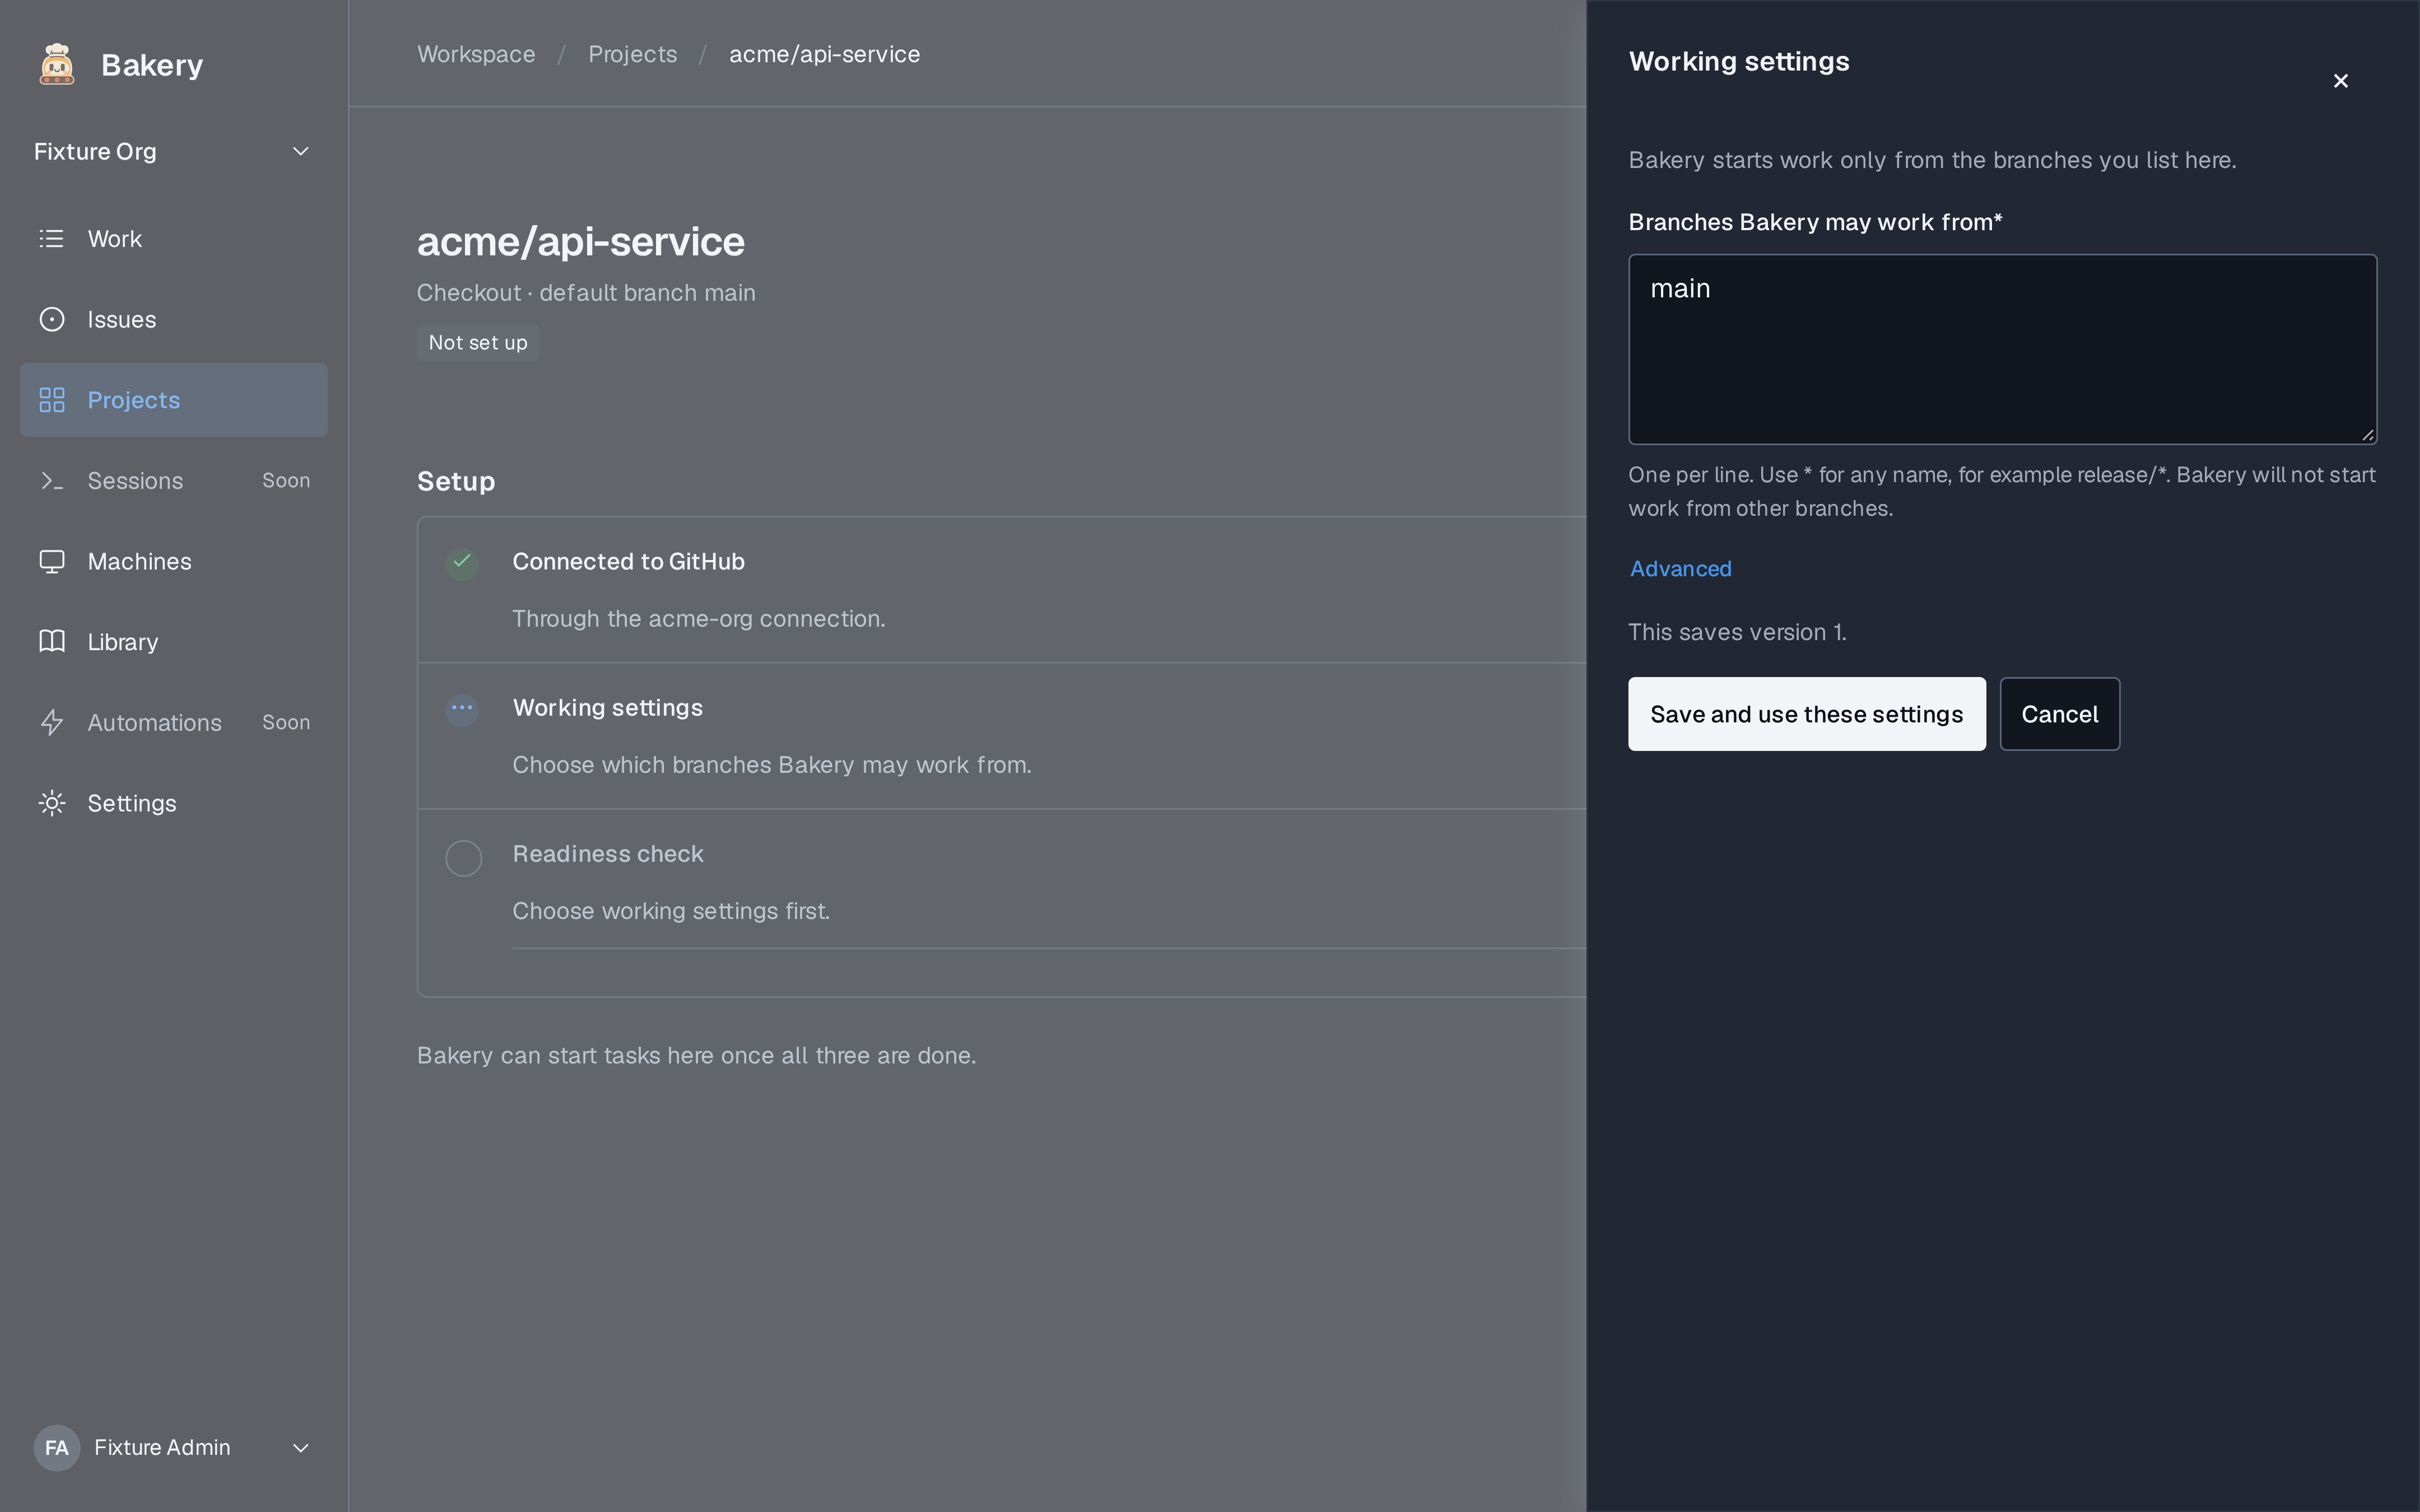 Bakery
Fixture Org
Work
Issues
Projects
Sessions Soon
Machines
Library
Automations Soon
Settings
FA Fixture Admin
Workspace / Projects / acme/api-service
acme/api-service
Checkout · default branch main
Not set up
Setup
Connected to GitHub
Through the acme-org connection.
Working settings
Choose which branches Bakery may work from.
Readiness check
Choose working settings first.
Bakery can start tasks here once all three are done.
Working settings
Bakery starts work only from the branches you list here.
Branches Bakery may work from*
main
One per line. Use * for any name, for example release/*. Bakery will not start
work from other branches.
Advanced
This saves version 1.
Save and use these settings Cancel